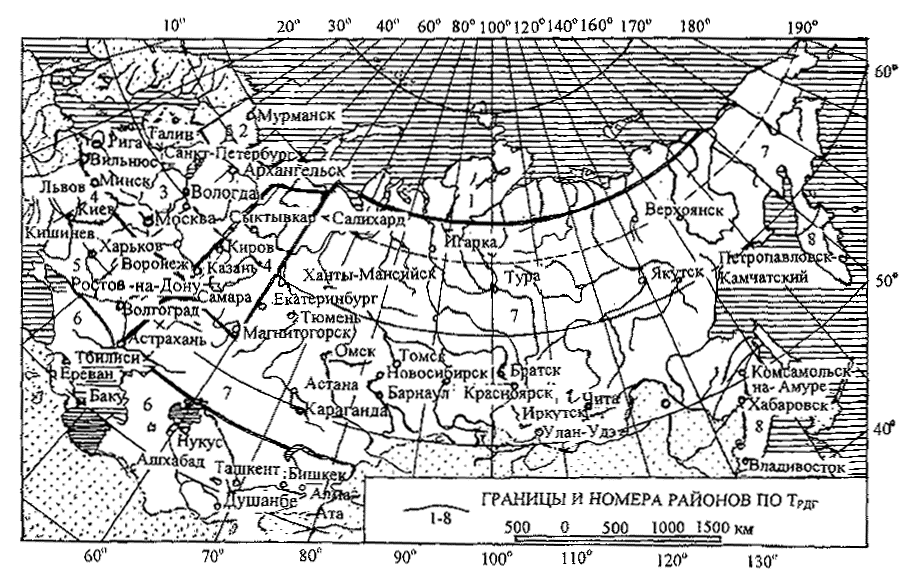 10° 20° 30° 40° 60° 80° 100° 120° 140° 160° 170° 180° 190°
60°
Мурманск
2
Талин
Рига
Вильнюс
Санкт-Петербург
Архангельск
1
7
Львов
Минск
4
3
Вологда
Киев
Москва
Сыктывкар
Салихард
Верхоянск
8
Кишинев
Харьков
Киров
Игарка
Воройеж
Казань
4
Ханты-Мансийск
Тура
Якутск
Петропавловск-
Камчатский
50°
5
Ростов-на-Дону
Самара
Екатеринбург
6
Волгоград
Тюмень
7
Астрахань
Магнитогорск
Тбилиси
Омск
Томск
Ереван
Новосибирск
Братск
Комсомольск
на-Амуре
Баку
6
7
Астана
Барнаул
Красноярск
Чита
Хабаровск
Караганда
Иркутск
8
40°
Нукус
Улан-Удэ
Ашхабад
Ташкент
Бишкек
Владивосток
Душанбе
Алма-
Ата
ГРАНИЦЫ И НОМЕРА РАЙОНОВ ПО ТРДГ
1-8
500 0 500 1000 1500 км
60° 70° 80° 90° 100° 110° 120° 130°